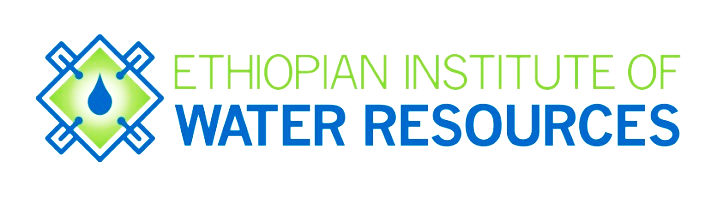 ETHIOPIAN INSTITUTE OF
WATER RESOURCES